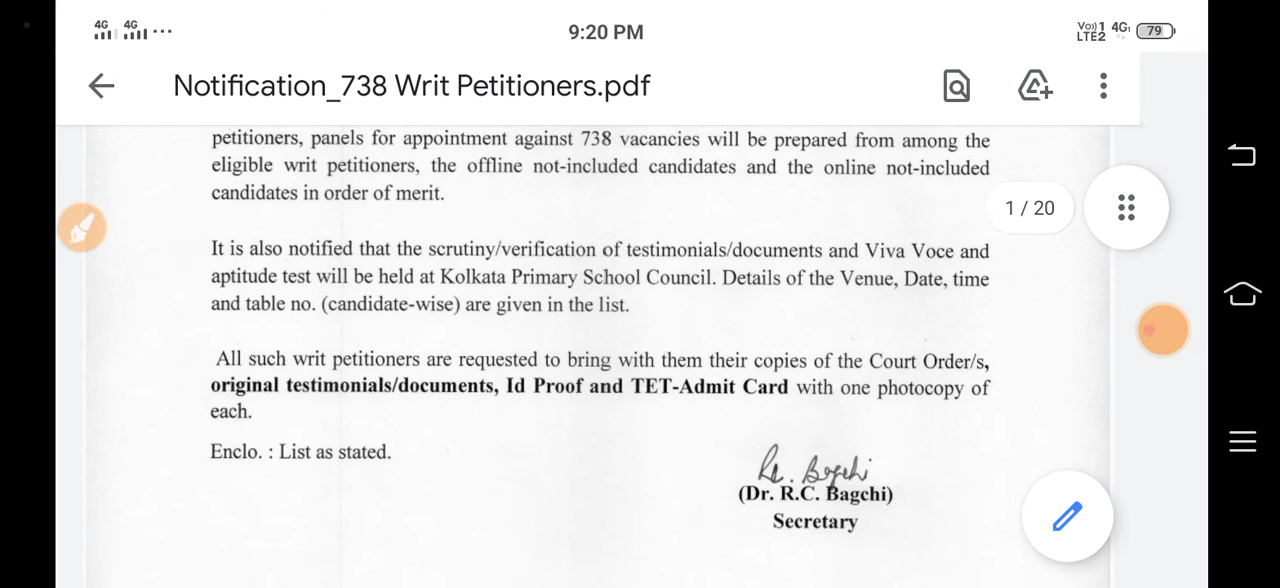 4G 4G ...
9:20 PM
Vo)) 1 4G
LTE2
79
Notification_738 Writ Petitioners.pdf
petitioners, panels for appointment against 738 vacancies will be prepared from among the
eligible writ petitioners, the offline not-included candidates and the online not-included
candidates in order of merit.
1 / 20
It is also notified that the scrutiny/verification of testimonials/documents and Viva Voce and
aptitude test will be held at Kolkata Primary School Council. Details of the Venue, Date, time
and table no. (candidate-wise) are given in the list.
All such writ petitioners are requested to bring with them their copies of the Court Order/s,
original testimonials/documents, Id Proof and TET-Admit Card with one photocopy of
each.
Enclo. : List as stated.
R. Bagchi
(Dr. R.C. Bagchi)
Secretary